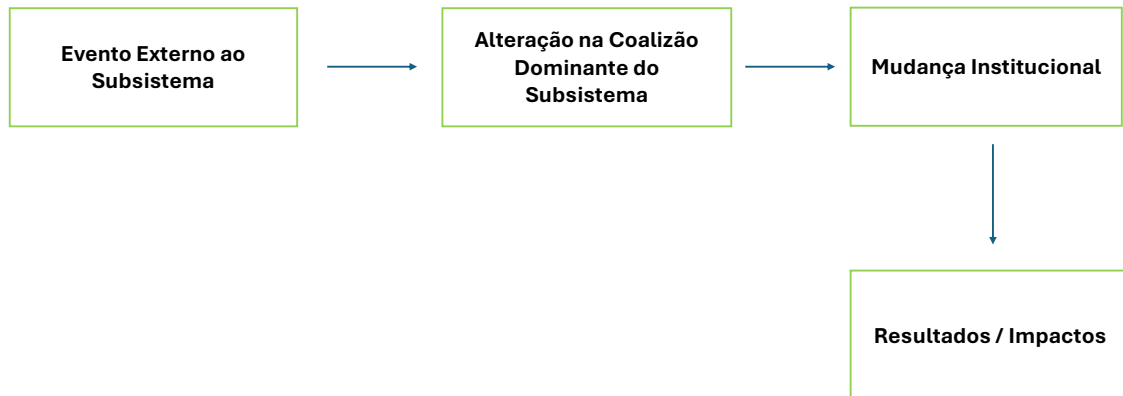 Evento Externo ao
Subsistema
Alteração na Coalizão
Dominante do
Subsistema
Mudança Institucional
Resultados / Impactos